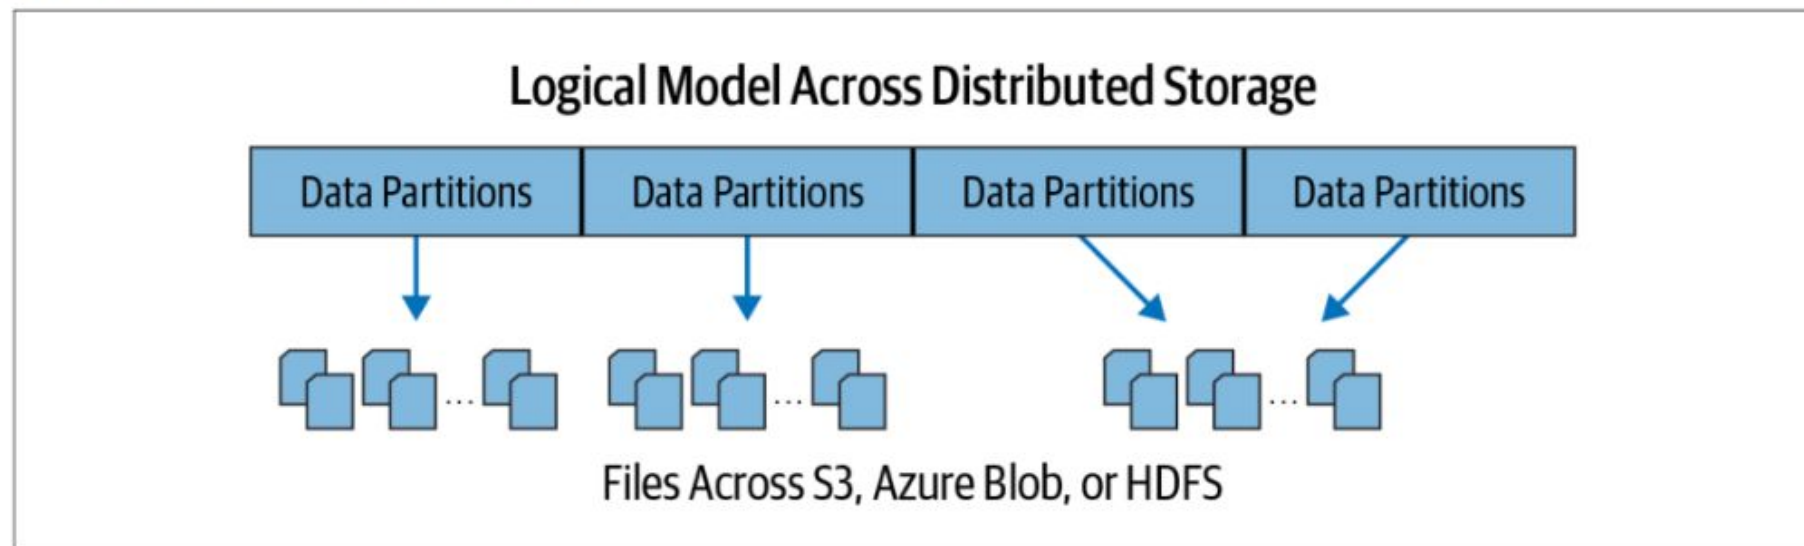 Logical Model Across Distributed Storage
Data Partitions Data Partitions Data Partitions Data Partitions
... ... ...
Files Across S3, Azure Blob, or HDFS